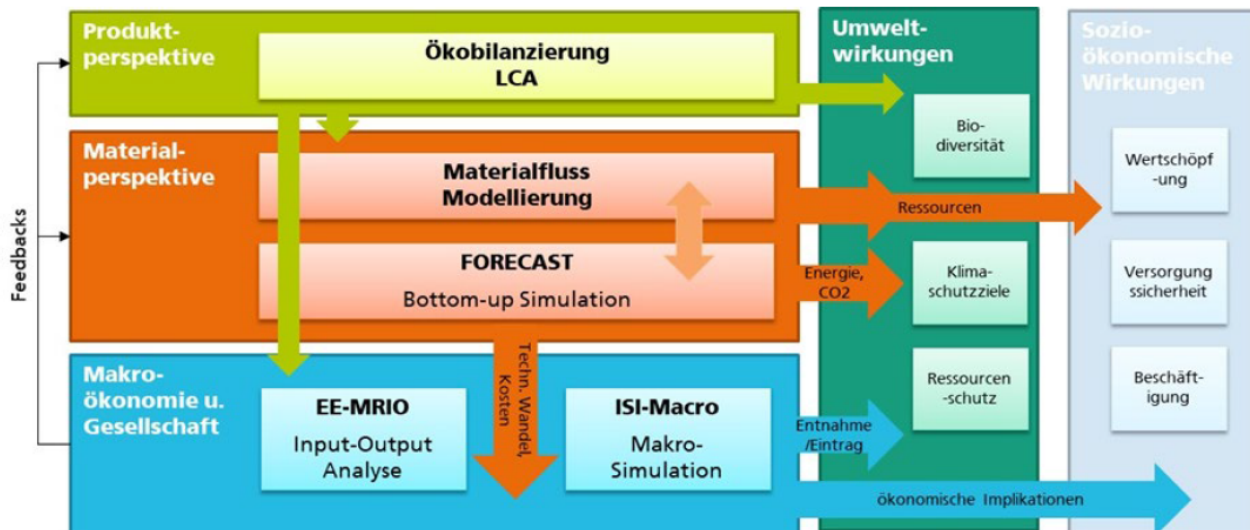 Produkt-
perspektive
Ökobilanzierung
LCA
Umwelt-
wirkungen
Sozio-
ökonomische
Wirkungen
Bio-
diversität
Material-
perspektive
Materialfluss
Modellierung
Wertschöpf
-ung
Ressourcen
Feedbacks
FORECAST
Bottom-up Simulation
Energie,
CO2
Klima-
schutzziele
Versorgung
ssicherheit
Techn. Wandel,
Kosten
Makro-
ökonomie u.
Gesellschaft
EE-MRIO
Input-Output
Analyse
ISI-Macro
Makro-
Simulation
Entnahme
/Eintrag
Ressourcen
-schutz
Beschäft-
igung
ökonomische Implikationen